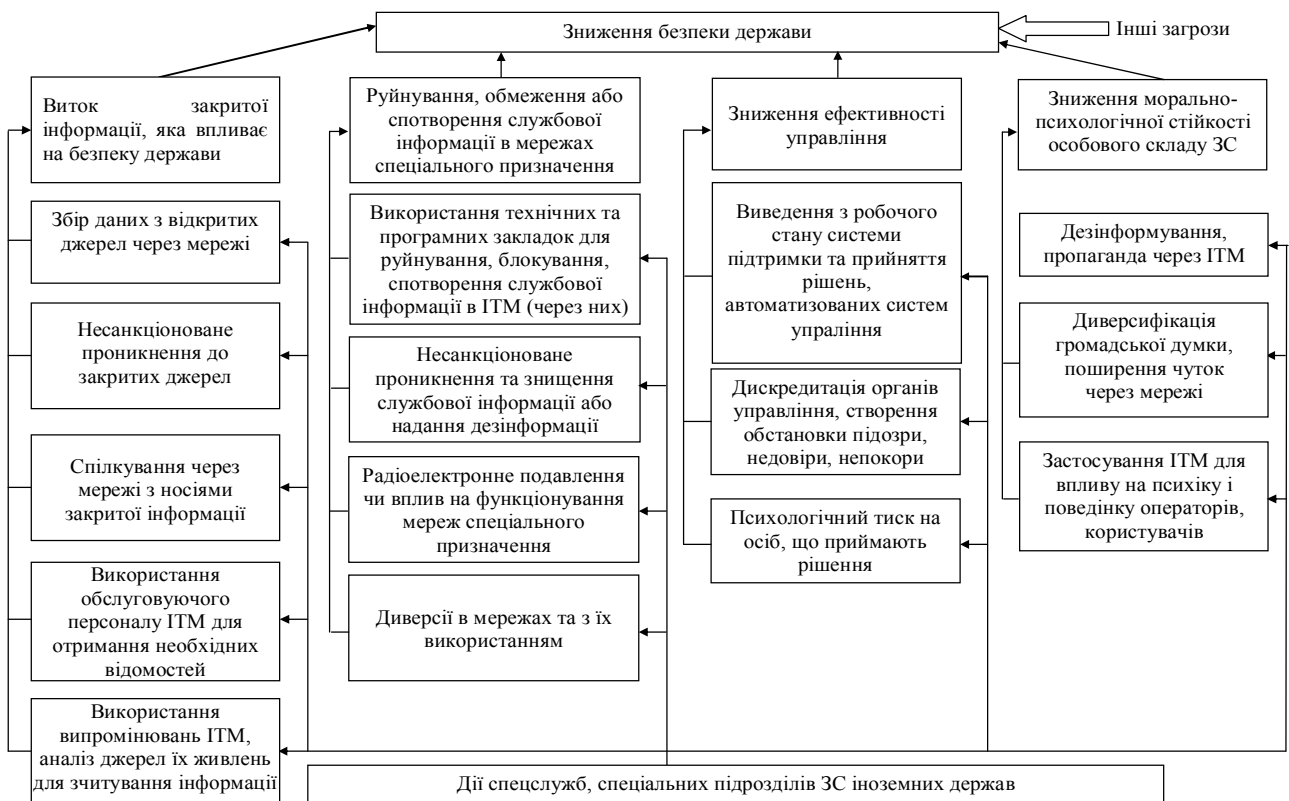 Зниження безпеки держави
Інші загрози
Виток закритої
інформації, яка впливає
на безпеку держави
Збір даних з відкритих
джерел через мережі
Несанкціоноване
проникнення до
закритих джерел
Спілкування через
мережі з носіями
закритої інформації
Використання
обслуговуючого
персоналу ІТМ для
отримання необхідних
відомостей
Використання
випромінювань ІТМ,
аналіз джерел їх живлень
для зчитування інформації
Руйнування, обмеження або
спотворення службової
інформації в мережах
спеціального призначення
Використання технічних та
програмних закладок для
руйнування, блокування,
спотворення службової
інформації в ІТМ (через них)
Несанкціоноване
проникнення та знищення
службової інформації або
надання дезінформації
Радіоелектронне подавлення
чи вплив на функціонування
мереж спеціального
призначення
Диверсії в мережах та з їх
використанням
Зниження ефективності
управління
Виведення з робочого
стану системи
підтримки та прийняття
рішень,
автоматизованих систем
упраління
Дискредитація органів
управління, створення
обстановки підозри,
недовіри, непокори
Психологічний тиск на
осіб, що приймають
рішення
Зниження морально-
психологічної стійкості
особового складу ЗС
Дезінформування,
пропаганда через ІТМ
Диверсифікація
громадської думки,
поширення чуток
через мережі
Застосування ІТМ для
впливу на психіку і
поведінку операторів,
користувачів
Дії спецслужб, спеціальних підрозділів ЗС іноземних держав